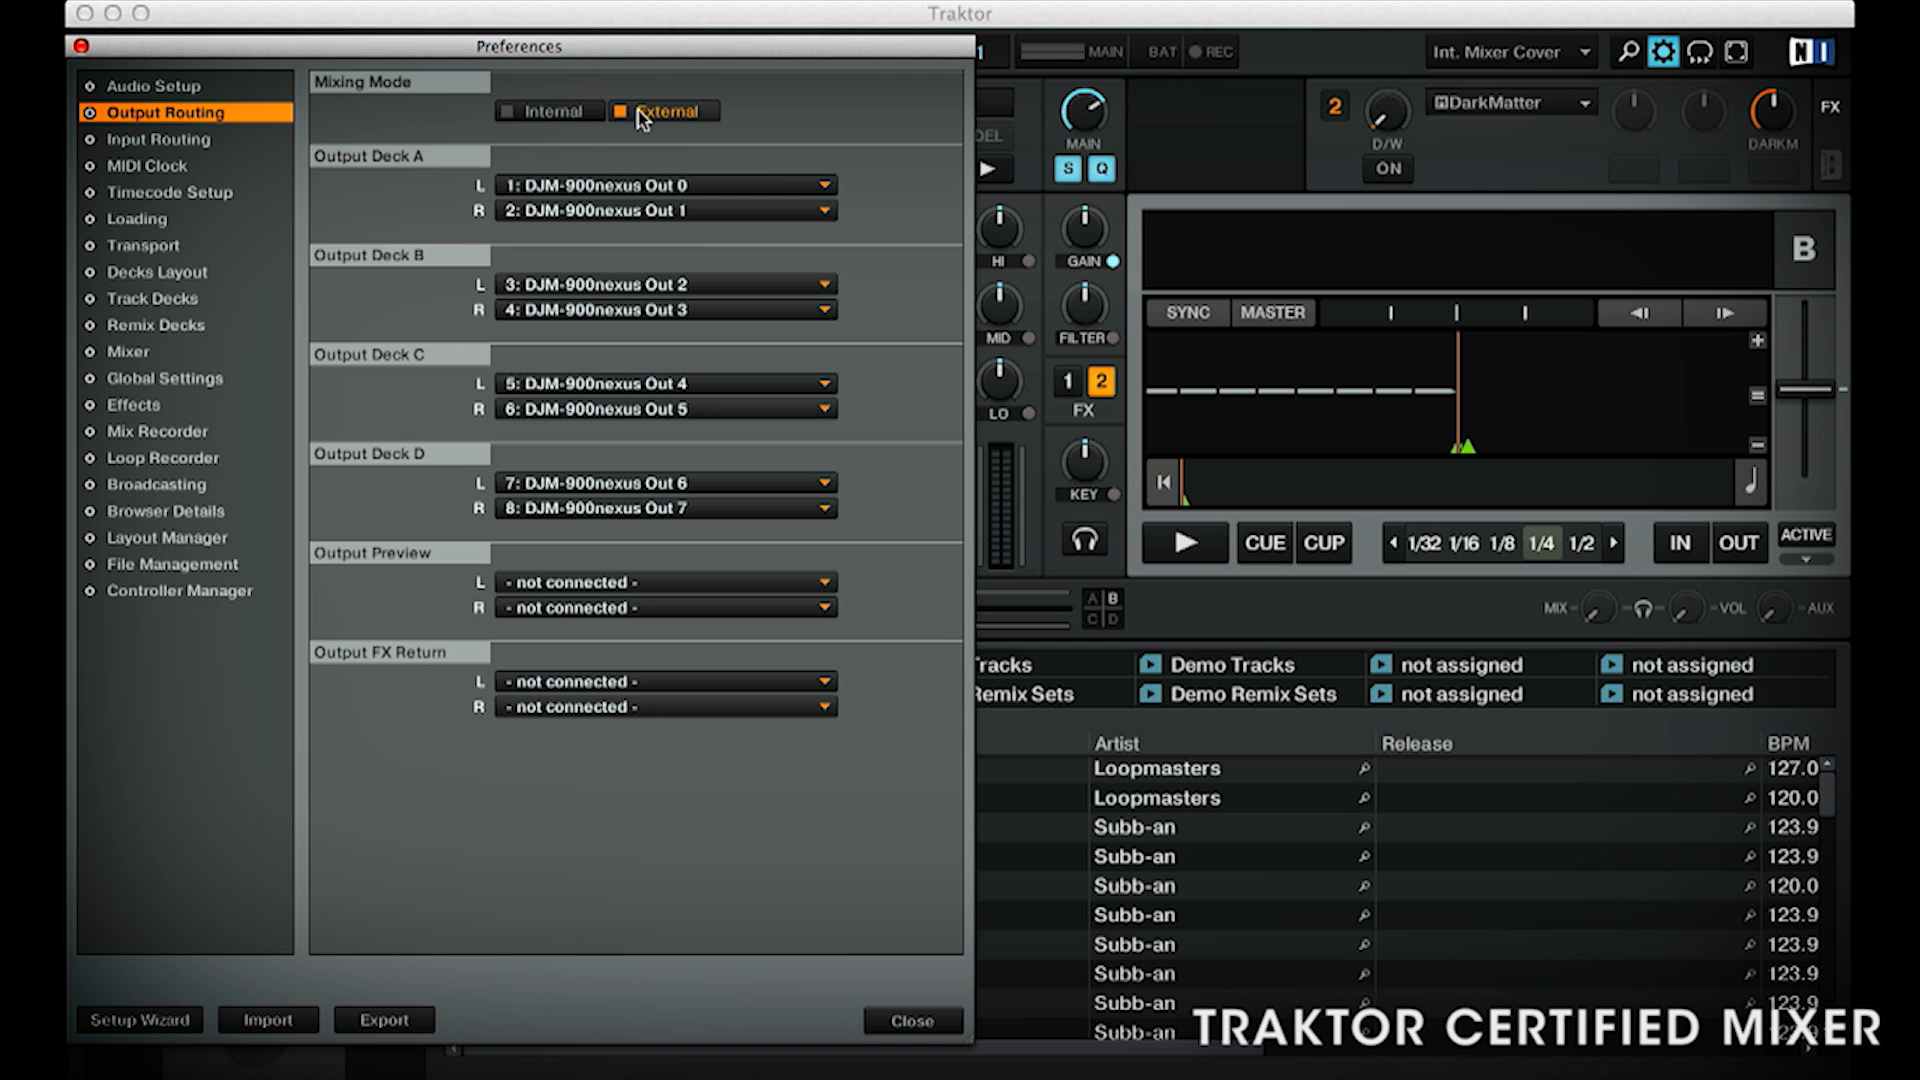 Traktor
Preferences
Audio Setup
Output Routing
Input Routing
MIDI Clock
Timecode Setup
Loading
Transport
Decks Layout
Track Decks
Remix Decks
Mixer
Global Settings
Effects
Mix Recorder
Loop Recorder
Broadcasting
Browser Details
Layout Manager
File Management
Controller Manager
Setup Wizard Import Export Close
Mixing Mode
Internal External
Output Deck A
L 1: DJM-900nexus Out 0
R 2: DJM-900nexus Out 1
Output Deck B
L 3: DJM-900nexus Out 2
R 4: DJM-900nexus Out 3
Output Deck C
L 5: DJM-900nexus Out 4
R 6: DJM-900nexus Out 5
Output Deck D
L 7: DJM-900nexus Out 6
R 8: DJM-900nexus Out 7
Output Preview
L - not connected -
R - not connected -
Output FX Return
L - not connected -
R - not connected -
1 MAIN BAT REC Int. Mixer Cover NI
MAIN
S Q
2 DarkMatter FX
D/W DARKM
ON
HI GAIN
MID FILTER
LO
1 2
FX
KEY
B
SYNC MASTER
CUE CUP 1/32 1/16 1/8 1/4 1/2 IN OUT ACTIVE
A B
C D
MIX VOL AUX
Demo Tracks not assigned not assigned
Remix Sets Demo Remix Sets not assigned not assigned
Artist Release BPM
Loopmasters 127.0
Loopmasters 120.0
Subb-an 123.9
Subb-an 123.9
Subb-an 120.0
Subb-an 123.9
Subb-an 123.9
Subb-an 123.9
Subb-an 123.9
Subb-an
TRAKTOR CERTIFIED MIXER